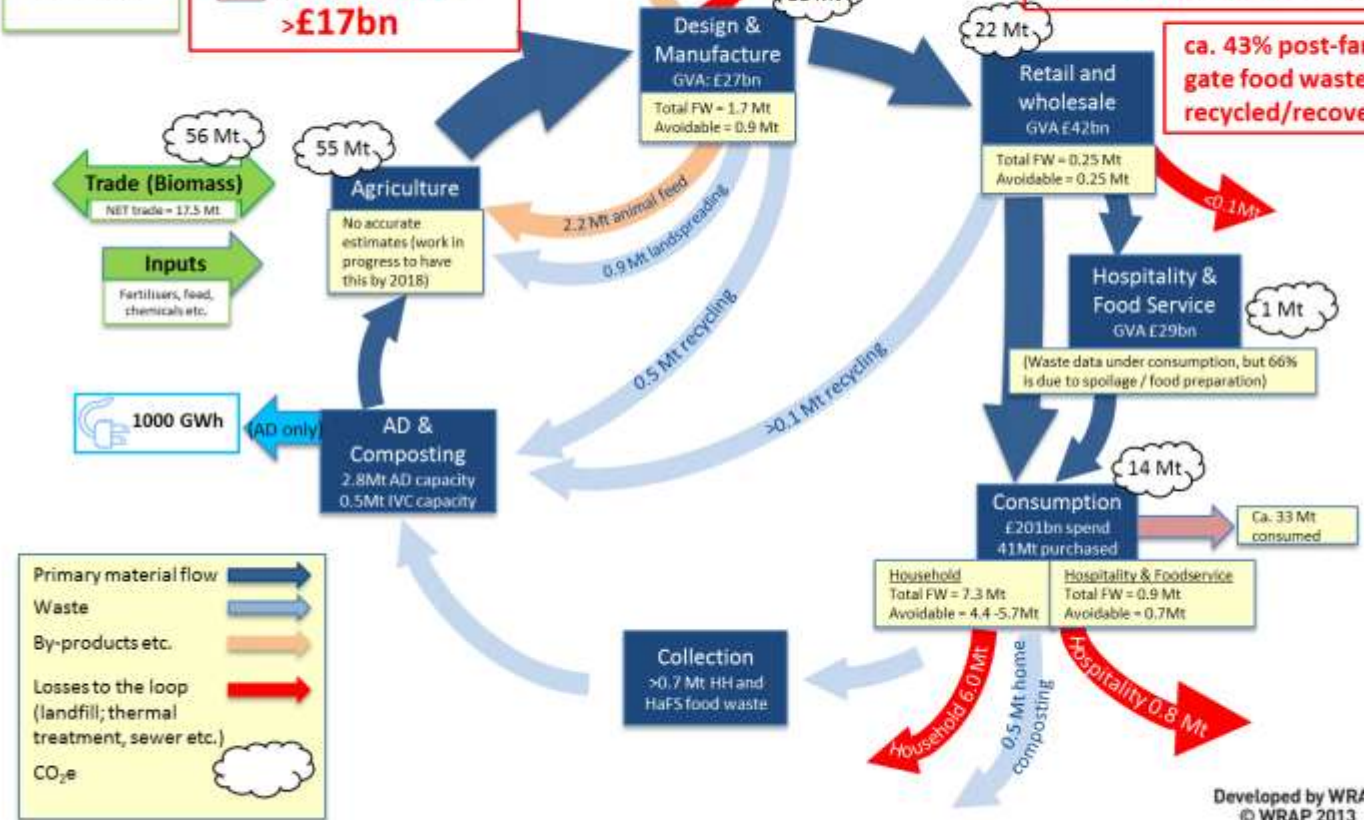 >£17bn
Design &
Manufacture
GVA: £27bn
Total FW = 1.7 Mt
Avoidable = 0.9 Mt
22 Mt
Retail and
wholesale
GVA £42bn
Total FW = 0.25 Mt
Avoidable = 0.25 Mt
ca. 43% post-far
gate food waste
recycled/recove
<0.1Mt
56 Mt
Trade (Biomass)
NET trade = 17.5 Mt
55 Mt
Agriculture
No accurate
estimates (work in
progress to have
this by 2018)
2.2 Mt animal feed
0.9 Mt landspreading
0.5 Mt recycling
>0.1 Mt recycling
Inputs
Fertilisers, feed,
chemicals etc.
Hospitality &
Food Service
GVA £29bn
1 Mt
(Waste data under consumption, but 66%
is due to spoilage / food preparation)
1000 GWh
(AD only)
AD &
Composting
2.8Mt AD capacity
0.5Mt IVC capacity
14 Mt
Consumption
£201bn spend
41Mt purchased
Ca. 33 Mt
consumed
Household
Total FW = 7.3 Mt
Avoidable = 4.4 -5.7Mt
Hospitality & Foodservice
Total FW = 0.9 Mt
Avoidable = 0.7Mt
Household 6.0 Mt
0.5 Mt home
composting
Hospitality 0.8 Mt
Collection
>0.7 Mt HH and
HaFS food waste
Primary material flow
Waste
By-products etc.
Losses to the loop
(landfill; thermal
treatment, sewer etc.)
CO₂e
Developed by WRA
© WRAP 2013